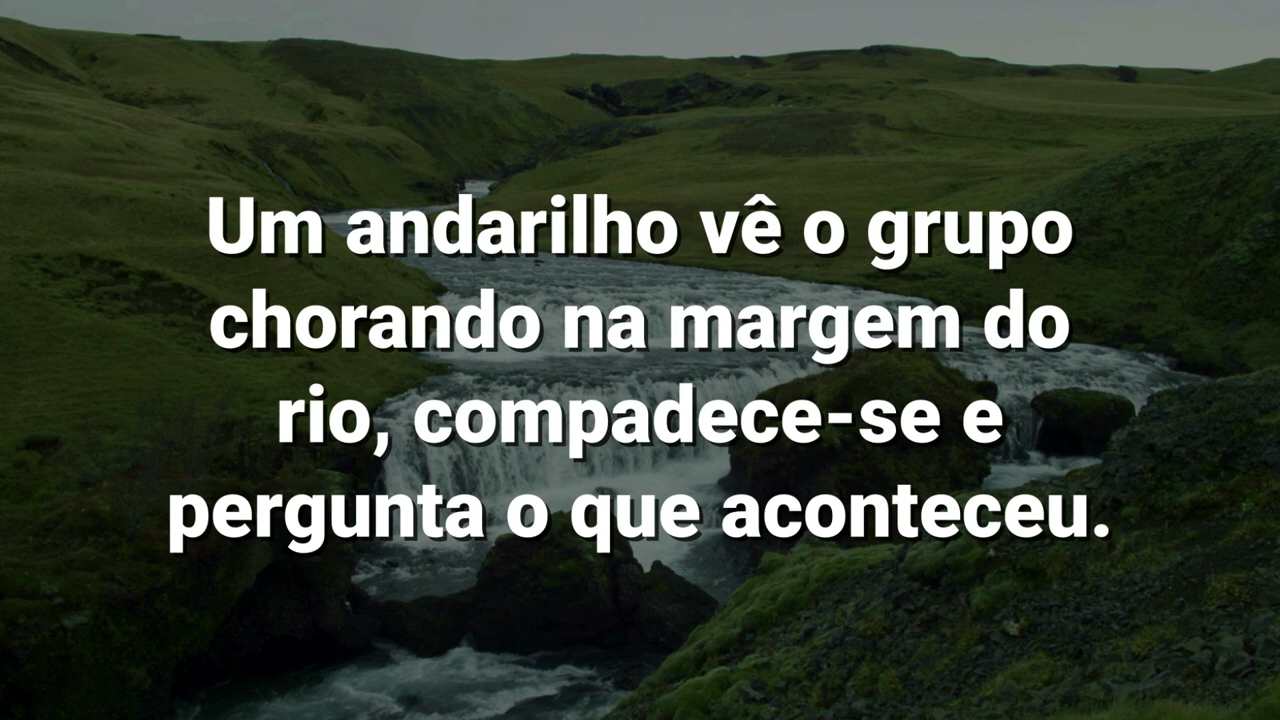 Um andarilho vê o grupo
chorando na margem do
rio, compadece-se e
pergunta o que aconteceu.